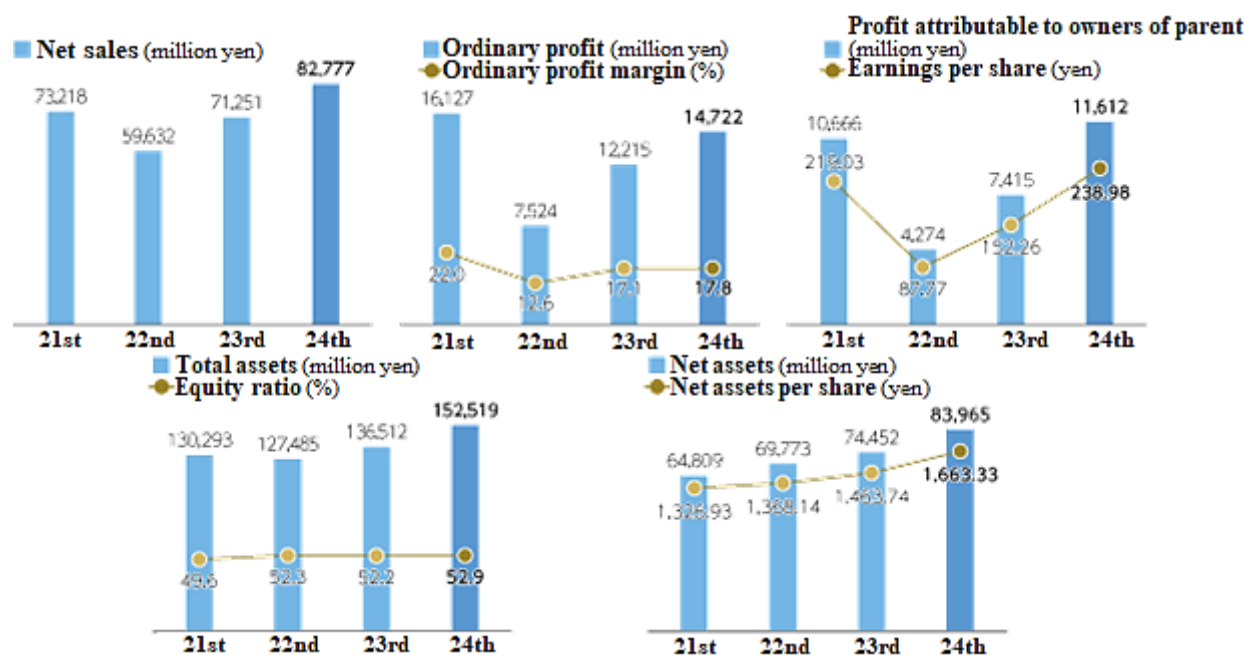 Net sales (million yen)
82,777
73,218
71,251
59,632
21st 22nd 23rd 24th
Ordinary profit (million yen)
Ordinary profit margin (%)
16,127
14,722
12,215
7,524
22.0
12.6
17.1
17.8
21st 22nd 23rd 24th
Profit attributable to owners of parent
(million yen)
Earnings per share (yen)
11,612
10,666
7,415
4,274
219.03
87.77
152.26
238.98
21st 22nd 23rd 24th
Total assets (million yen)
Equity ratio (%)
152,519
130,293
127,485
136,512
49.6
52.3
52.2
52.9
21st 22nd 23rd 24th
Net assets (million yen)
Net assets per share (yen)
83,965
74,452
69,773
64,809
1,326.93
1,368.14
1,463.74
1,663.33
21st 22nd 23rd 24th